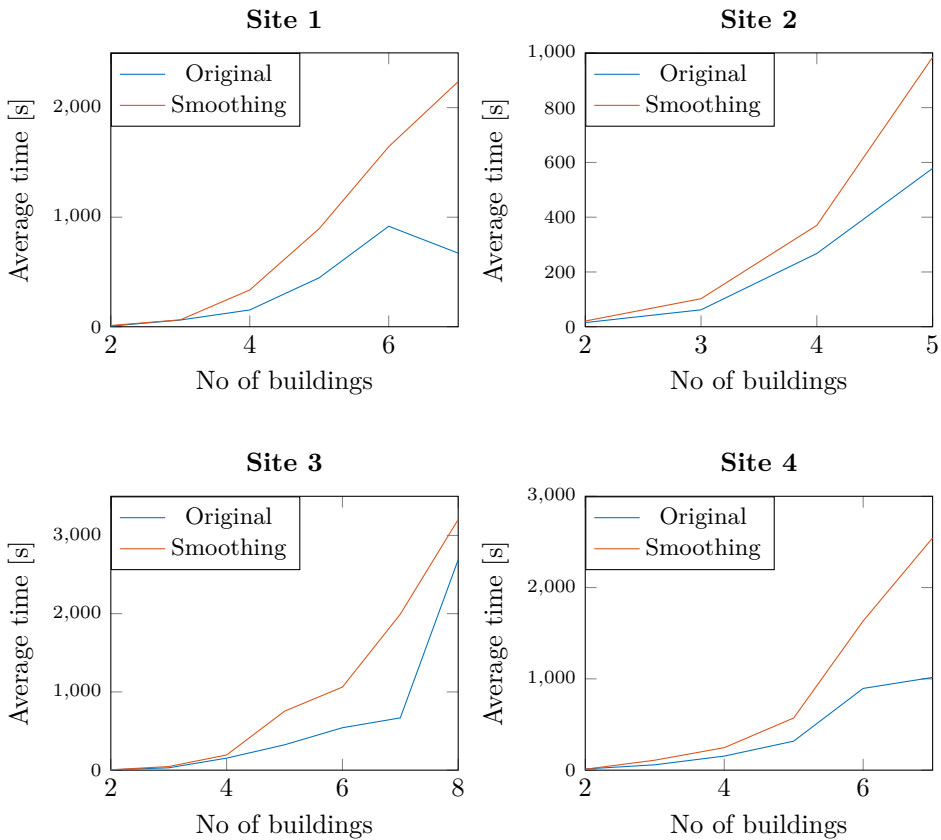 Site 1
Original
Smoothing
2,000
1,000
0
2
4
6
Average time [s]
No of buildings
Site 2
Original
Smoothing
1,000
800
600
400
200
0
2
3
4
5
Average time [s]
No of buildings
Site 3
Original
Smoothing
3,000
2,000
1,000
0
2
4
6
8
Average time [s]
No of buildings
Site 4
Original
Smoothing
3,000
2,000
1,000
0
2
4
6
Average time [s]
No of buildings